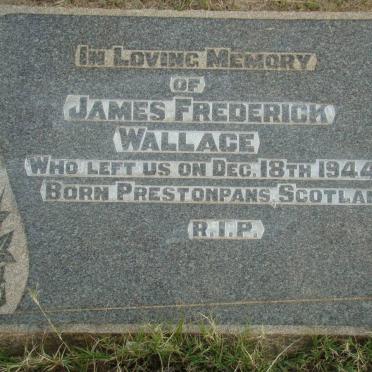 IN LOVING MEMORY
OF
JAMES FREDERICK
WALLACE
WHO LEFT US ON DEC. 18TH 1944
BORN PRESTONPANS, SCOTLA
R.I.P.